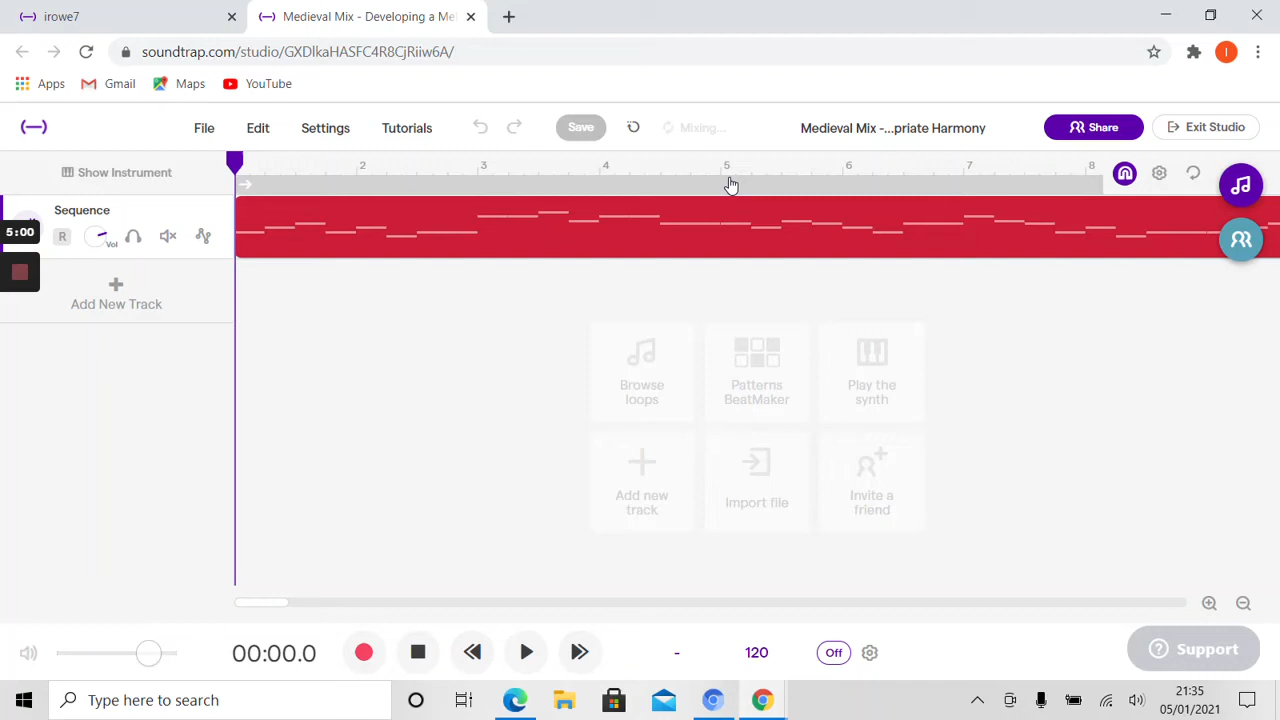 irowe7
Medieval Mix - Developing a Mel
soundtrap.com/studio/GXDlkaHASFC4R8CjRiiw6A/
I
Apps
Gmail
Maps
YouTube
File
Edit
Settings
Tutorials
Save
Mixing...
Medieval Mix -...priate Harmony
Share
Exit Studio
Show Instrument
2
3
4
5
6
7
8
Sequence
R
Vol
5:00
Add New Track
Browse
loops
Patterns
BeatMaker
Play the
synth
Add new
track
Import file
Invite a
friend
00:00.0
-
120
Off
Support
Type here to search
21:35
05/01/2021